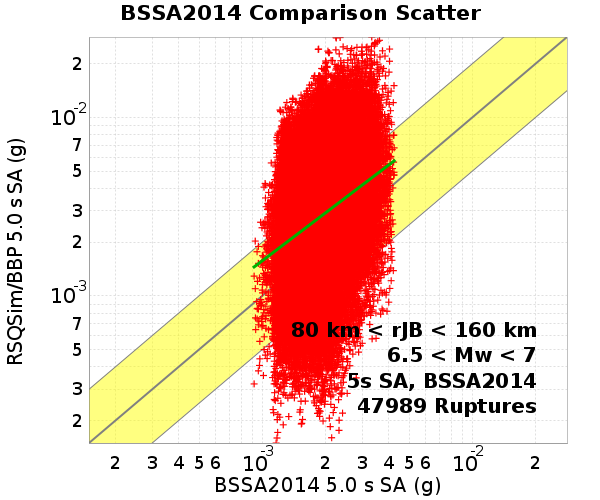 BSSA2014 Comparison Scatter
RSQSim/BBP 5.0 s SA (g)
2
10-2
7
5
3
2
10-3
7
5
3
2
80 km < rJB < 160 km
6.5 < Mw < 7
5s SA, BSSA2014
47989 Ruptures
2 3 4 5 6 10-3 2 3 4 5 6 10-2 2
BSSA2014 5.0 s SA (g)